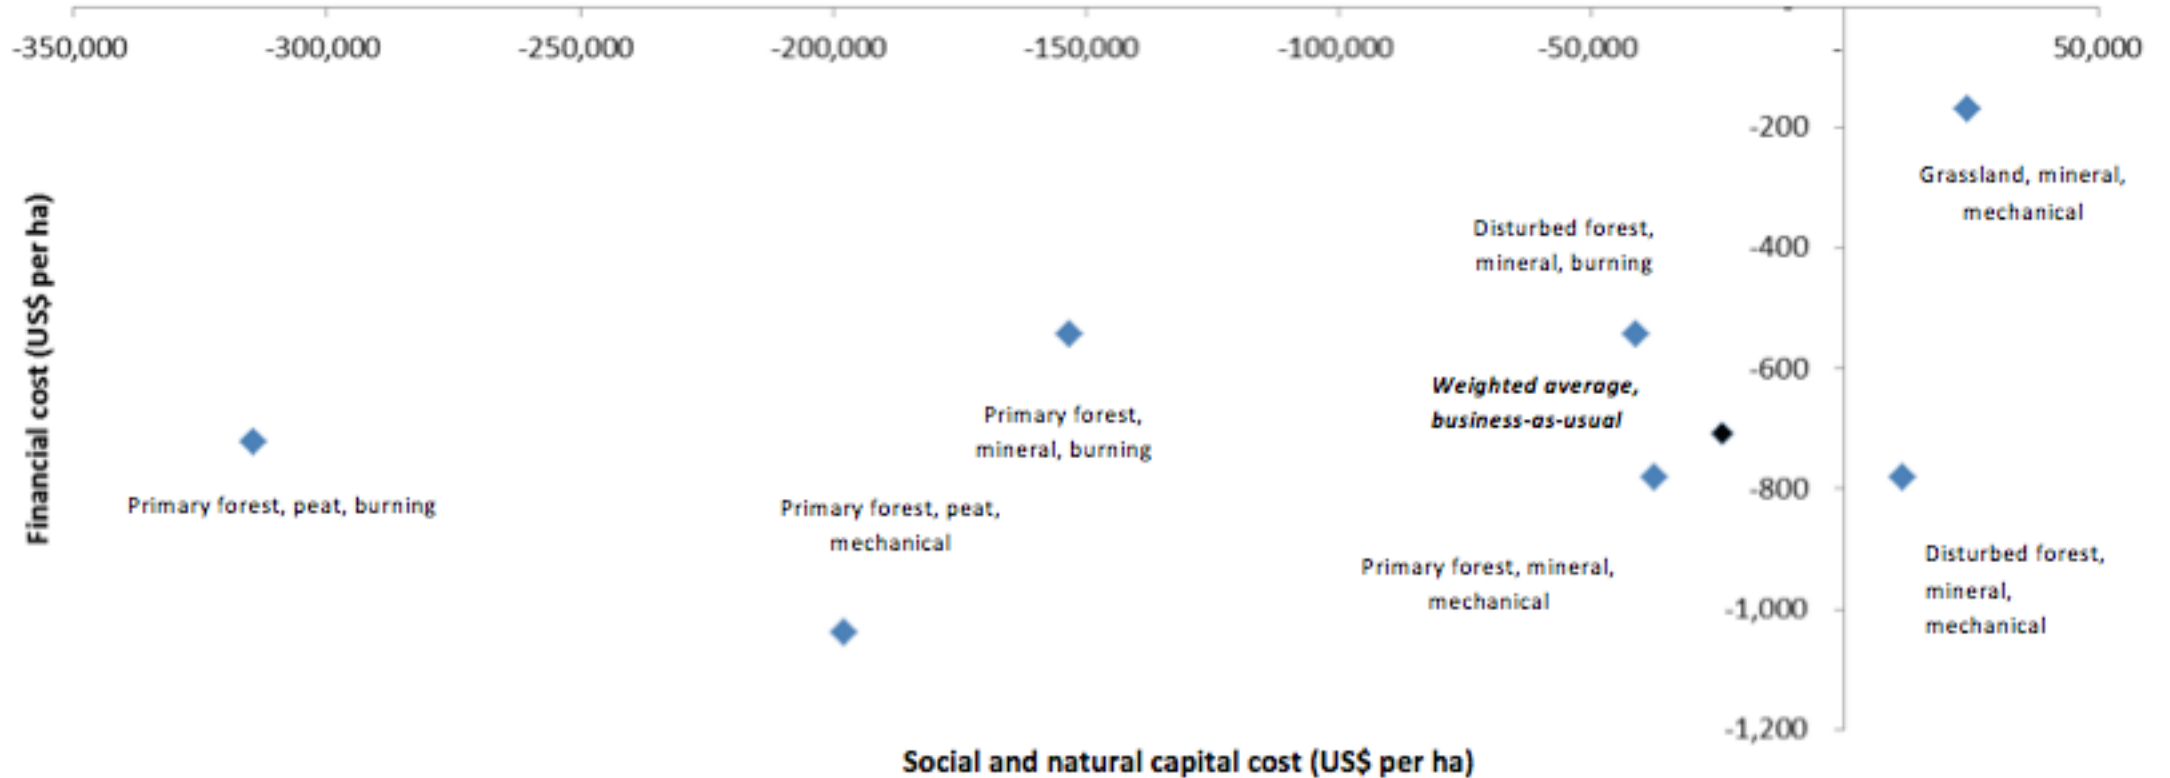 -350,000
-300,000
-250,000
-200,000
-150,000
-100,000
-50,000
-
50,000
-200
Grassland, mineral,
mechanical
Disturbed forest,
mineral, burning
-400
Financial cost (US$ per ha)
-600
Weighted average,
business-as-usual
Primary forest,
mineral, burning
Primary forest, peat, burning
Primary forest, peat,
mechanical
-800
Primary forest, mineral,
mechanical
Disturbed forest,
mineral,
mechanical
-1,000
-1,200
Social and natural capital cost (US$ per ha)